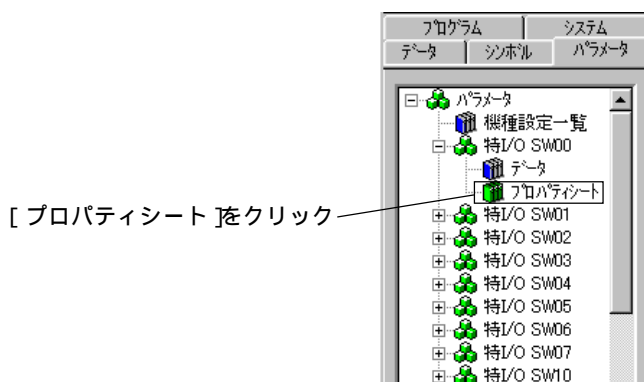 プログラム システム
データ シンボル パラメータ
パラメータ
機種設定一覧
特I/O SW00
データ
[ プロパティシート ]をクリック プロパティシート
特I/O SW01
特I/O SW02
特I/O SW03
特I/O SW04
特I/O SW05
特I/O SW06
特I/O SW07
特I/O SW10